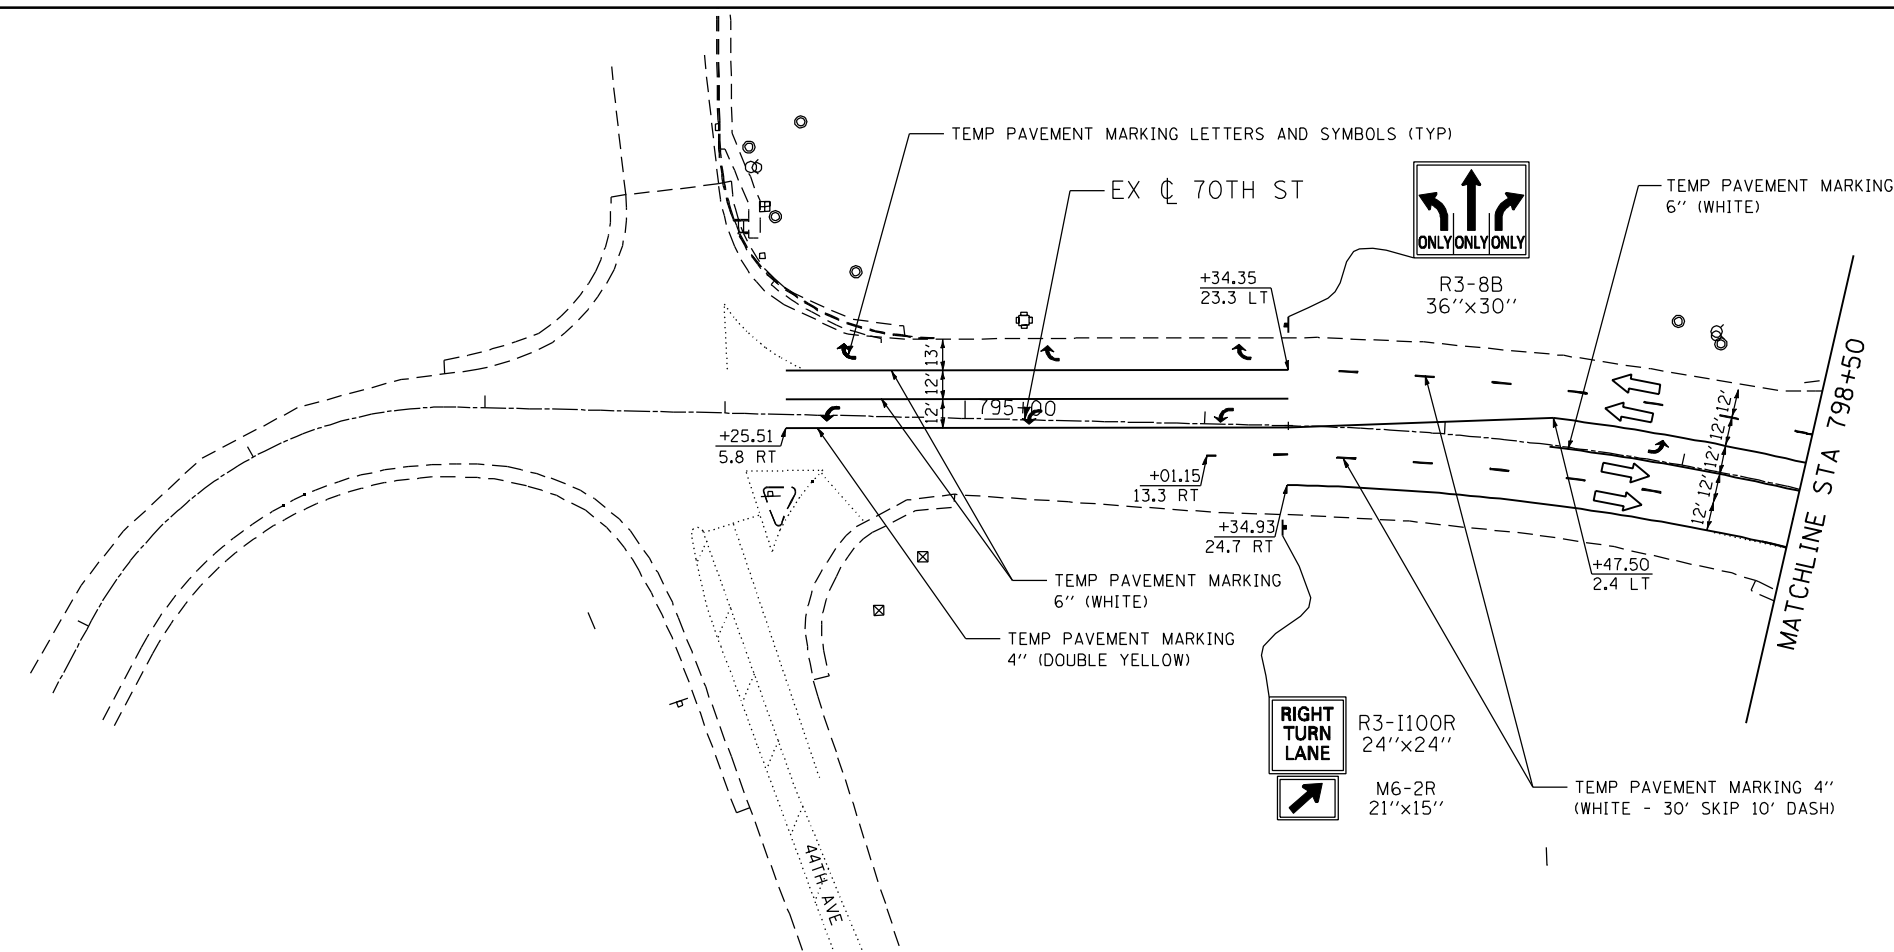 TEMP PAVEMENT MARKING LETTERS AND SYMBOLS (TYP)
EX ℄ 70TH ST
TEMP PAVEMENT MARKING
6'' (WHITE)
ONLY ONLY ONLY
R3-8B
36''x30''
+34.35
23.3 LT
13'
12'
12'
795+00
+25.51
5.8 RT
+01.15
13.3 RT
+34.93
24.7 RT
12'
12'
12'
12'
12'
+47.50
2.4 LT
MATCHLINE STA 798+50
TEMP PAVEMENT MARKING
6'' (WHITE)
TEMP PAVEMENT MARKING
4'' (DOUBLE YELLOW)
RIGHT
TURN
LANE
R3-I100R
24''x24''
M6-2R
21''x15''
TEMP PAVEMENT MARKING 4''
(WHITE - 30' SKIP 10' DASH)
44TH AVE